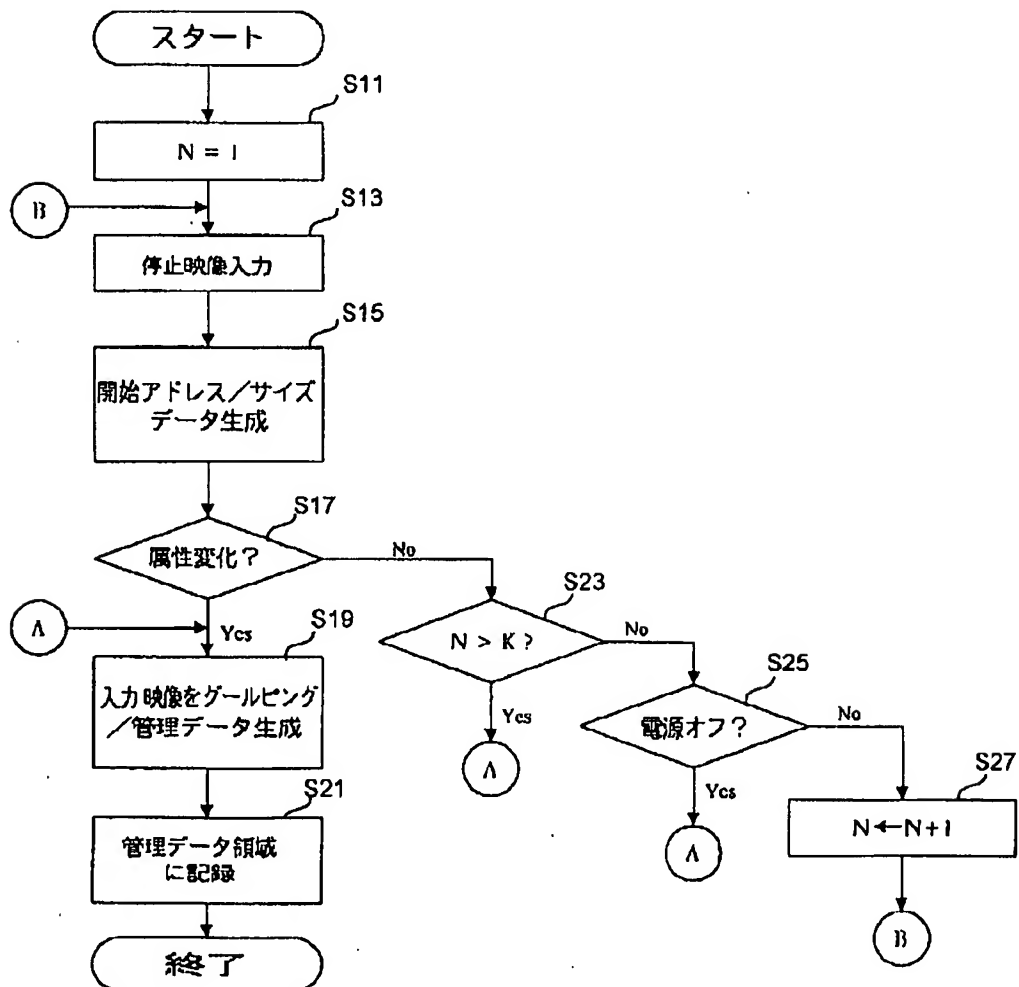 スタート
S11
N = 1
B
S13
停止映像入力
S15
開始アドレス／サイズ
データ生成
S17
属性変化？
No
A
Yes
S19
入力映像をグールピング
／管理データ生成
S21
管理データ領域
に記録
終了
S23
N > K ?
No
Yes
A
S25
電源オフ？
No
Yes
A
S27
N←N+1
B